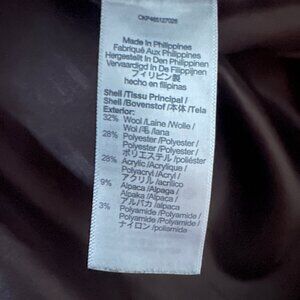 CKP465127026
Made In Philippines
Fabriqué Aux Philippines
Hergestellt In Den Philippinen
Vervaardigd In De Filippijnen
フィリピン製
hecho en filipinas
Shell /Tissu Principal /
Shell /Bovenstof /本体 /Tela
Exterior:
32% Wool /Laine /Wolle /
Wol /毛 /lana
28% Polyester /Polyester /
Polyester /Polyester /
ポリエステル /poliéster
28% Acrylic /Acrylique /
Polyacryl /Acryl /
アクリル /acrílico
9% Alpaca /Alpaga /
Alpaka /Alpaca /
アルパカ /alpaca
3% Polyamide /Polyamide /
Polyamid /Polyamide /
ナイロン /poliamida